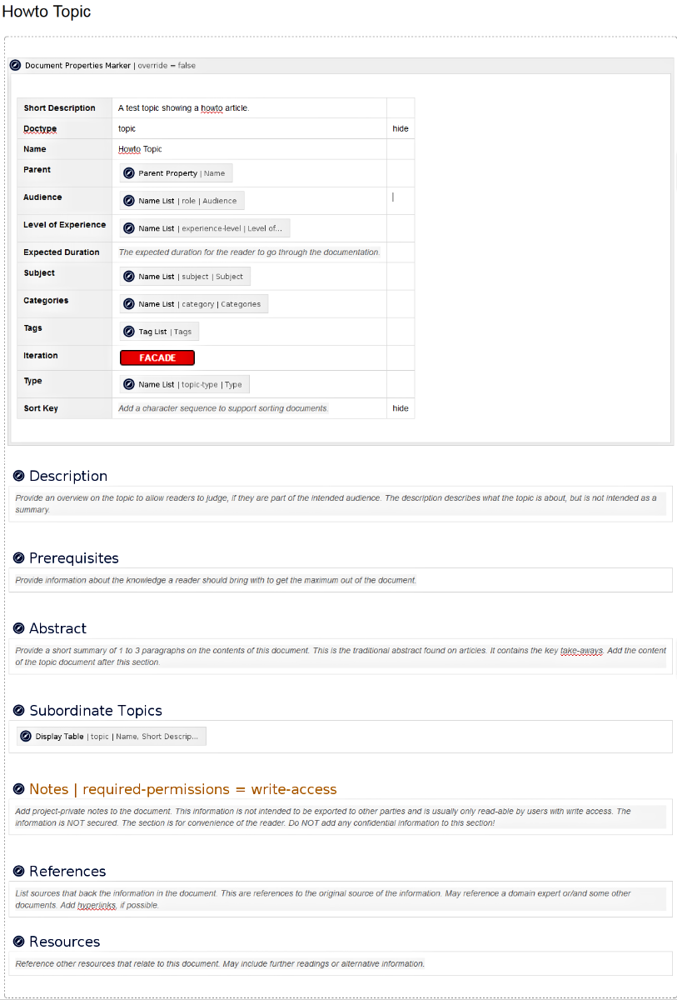 Howto Topic
Document Properties Marker | override = false
Short Description A test topic showing a howto article.
Doctype topic hide
Name Howto Topic
Parent Parent Property | Name
Audience Name List | role | Audience
Level of Experience Name List | experience-level | Level of...
Expected Duration The expected duration for the reader to go through the documentation.
Subject Name List | subject | Subject
Categories Name List | category | Categories
Tags Tag List | Tags
Iteration FACADE
Type Name List | topic-type | Type
Sort Key Add a character sequence to support sorting documents. hide
Description
Provide an overview on the topic to allow readers to judge, if they are part of the intended audience. The description describes what the topic is about, but is not intended as a
summary.
Prerequisites
Provide information about the knowledge a reader should bring with to get the maximum out of the document.
Abstract
Provide a short summary of 1 to 3 paragraphs on the contents of this document. This is the traditional abstract found on articles. It contains the key take-aways. Add the content
of the topic document after this section.
Subordinate Topics
Display Table | topic | Name, Short Descrip...
Notes | required-permissions = write-access
Add project-private notes to the document. This information is not intended to be exported to other parties and is usually only read-able by users with write access. The
information is NOT secured. The section is for convenience of the reader. Do NOT add any confidential information to this section!
References
List sources that back the information in the document. This are references to the original source of the information. May reference a domain expert or/and some other
documents. Add hyperlinks, if possible.
Resources
Reference other resources that relate to this document. May include further readings or alternative information.